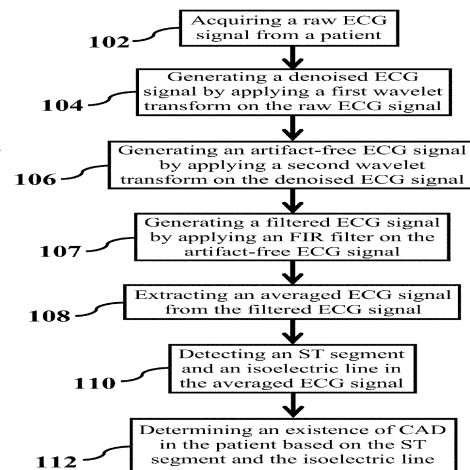 Acquiring a raw ECG
signal from a patient
102
Generating a denoised ECG
signal by applying a first wavelet
transform on the raw ECG signal
104
Generating an artifact-free ECG signal
by applying a second wavelet
transform on the denoised ECG signal
106
Generating a filtered ECG signal
by applying an FIR filter on the
artifact-free ECG signal
107
Extracting an averaged ECG signal
from the filtered ECG signal
108
Detecting an ST segment
and an isoelectric line in
the averaged ECG signal
110
Determining an existence of CAD
in the patient based on the ST
segment and the isoelectric line
112